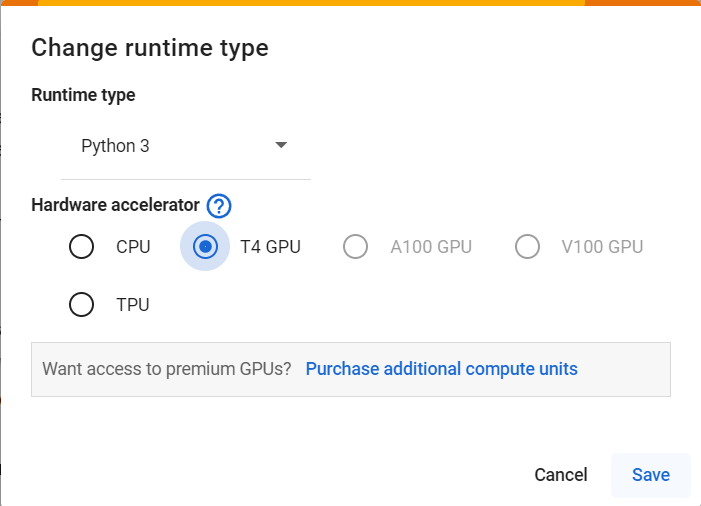 Change runtime type
Runtime type
Python 3
Hardware accelerator ?
CPU T4 GPU A100 GPU V100 GPU
TPU
Want access to premium GPUs? Purchase additional compute units
Cancel Save